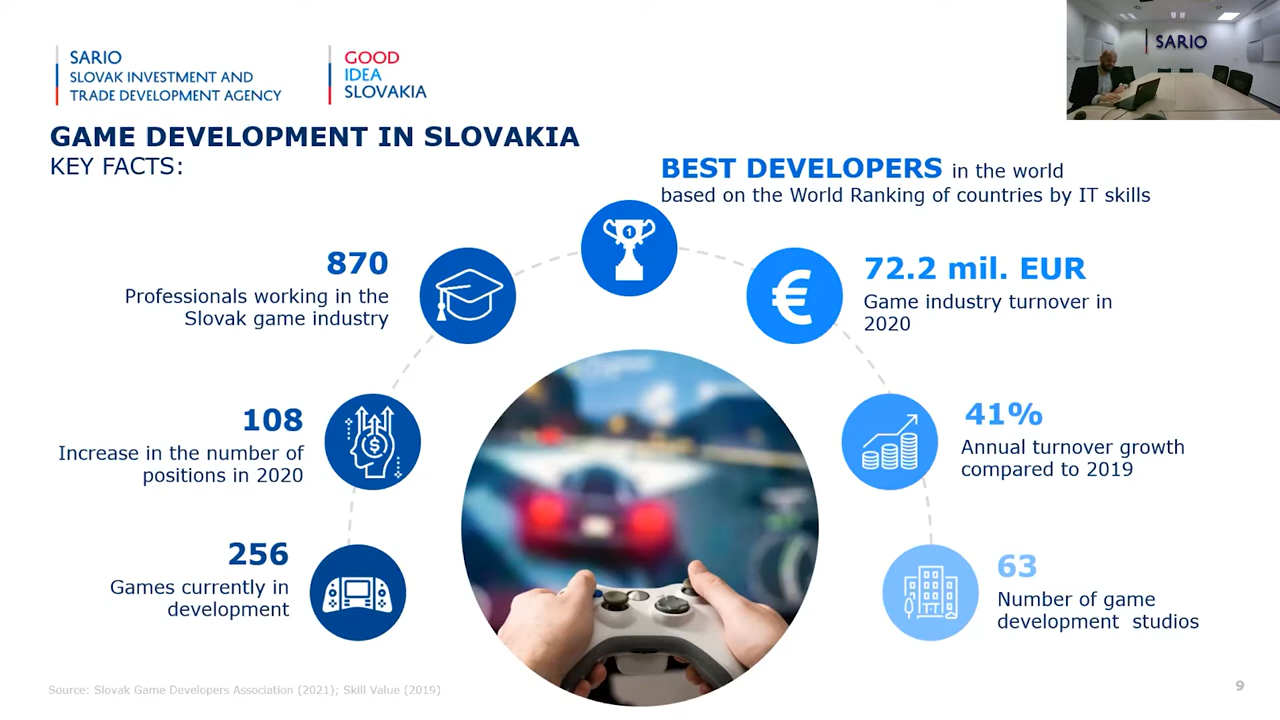 SARIO
SLOVAK INVESTMENT AND
TRADE DEVELOPMENT AGENCY
GOOD
IDEA
SLOVAKIA
SARIO
GAME DEVELOPMENT IN SLOVAKIA
KEY FACTS:
BEST DEVELOPERS in the world
based on the World Ranking of countries by IT skills
1
870
Professionals working in the
Slovak game industry
€
72.2 mil. EUR
Game industry turnover in
2020
108
Increase in the number of
positions in 2020
$
41%
Annual turnover growth
compared to 2019
256
Games currently in
development
63
Number of game
development  studios
Source: Slovak Game Developers Association (2021); Skill Value (2019)
9